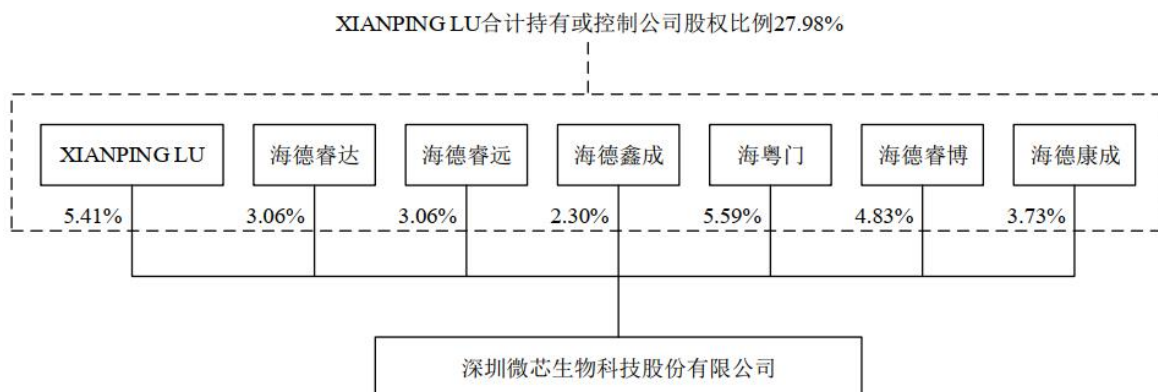 XIANPING LU合计持有或控制公司股权比例27.98%
XIANPING LU
海德睿达
海德睿远
海德鑫成
海粤门
海德睿博
海德康成
5.41%
3.06%
3.06%
2.30%
5.59%
4.83%
3.73%
深圳微芯生物科技股份有限公司